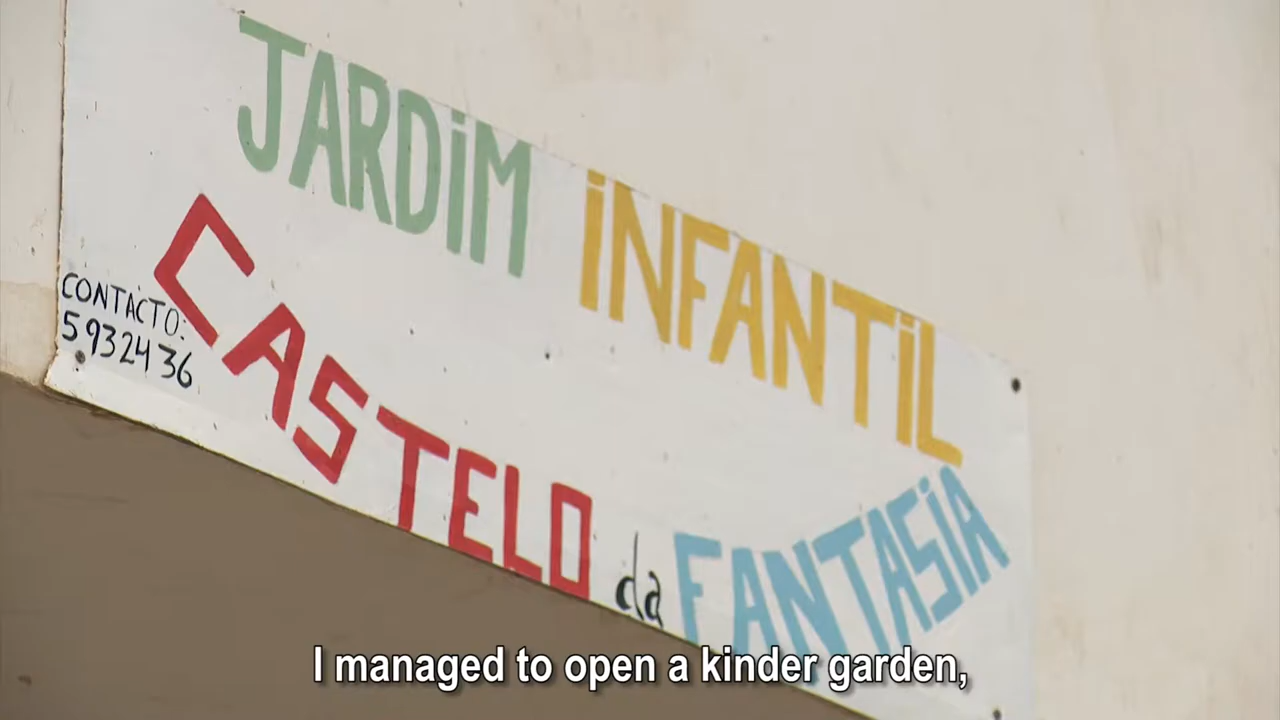 JARDiM iNFANTiL
CASTELO da FANTASiA
CONTACTO:
5932436
I managed to open a kinder garden,